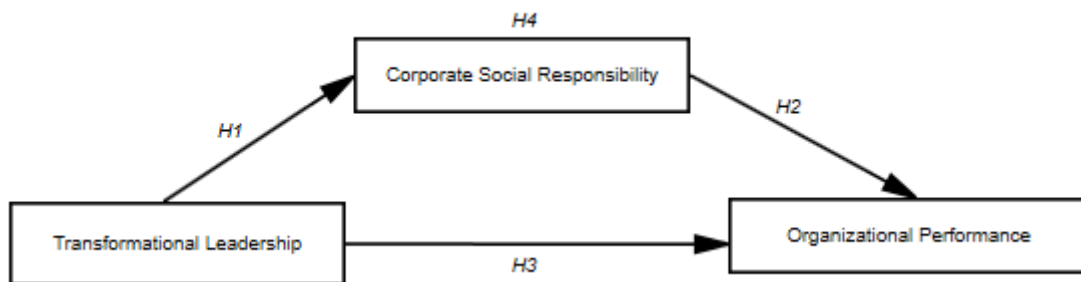 H4
Corporate Social Responsibility
H1
H2
Transformational Leadership
Organizational Performance
H3